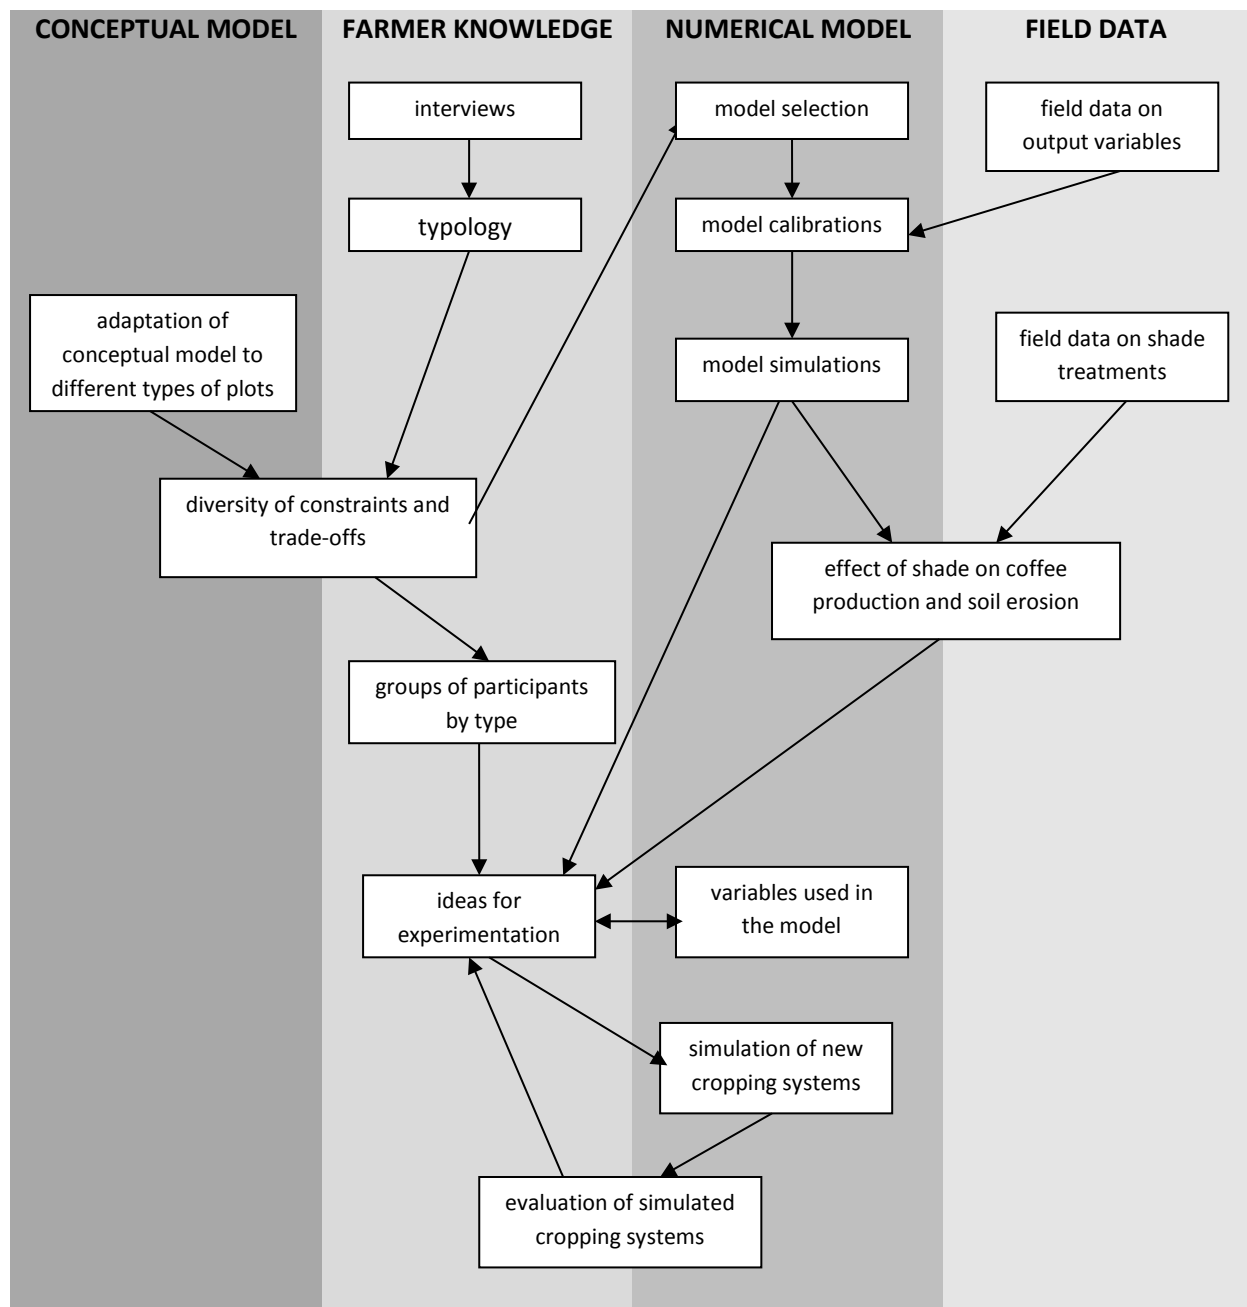 CONCEPTUAL MODEL
FARMER KNOWLEDGE
NUMERICAL MODEL
FIELD DATA
interviews
model selection
field data on
output variables
typology
model calibrations
adaptation of
conceptual model to
different types of plots
model simulations
field data on shade
treatments
diversity of constraints and
trade-offs
effect of shade on coffee
production and soil erosion
groups of participants
by type
ideas for
experimentation
variables used in
the model
simulation of new
cropping systems
evaluation of simulated
cropping systems